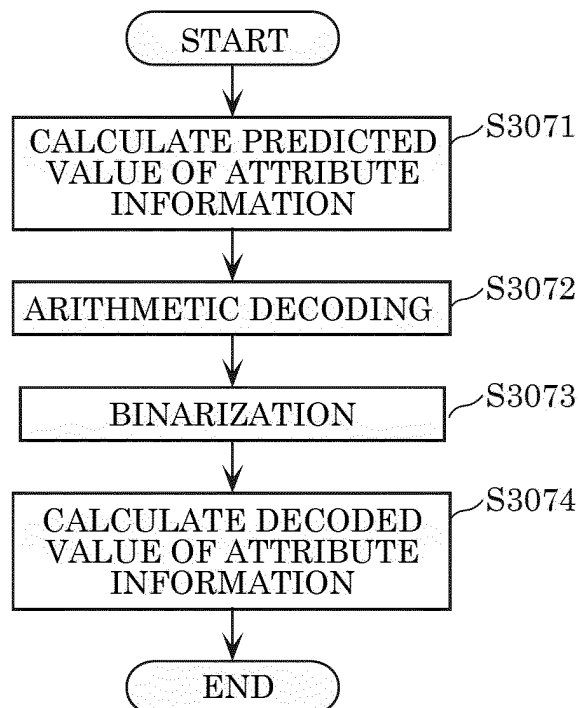 START
CALCULATE PREDICTED
VALUE OF ATTRIBUTE
INFORMATION
S3071
ARITHMETIC DECODING
S3072
BINARIZATION
S3073
CALCULATE DECODED
VALUE OF ATTRIBUTE
INFORMATION
S3074
END